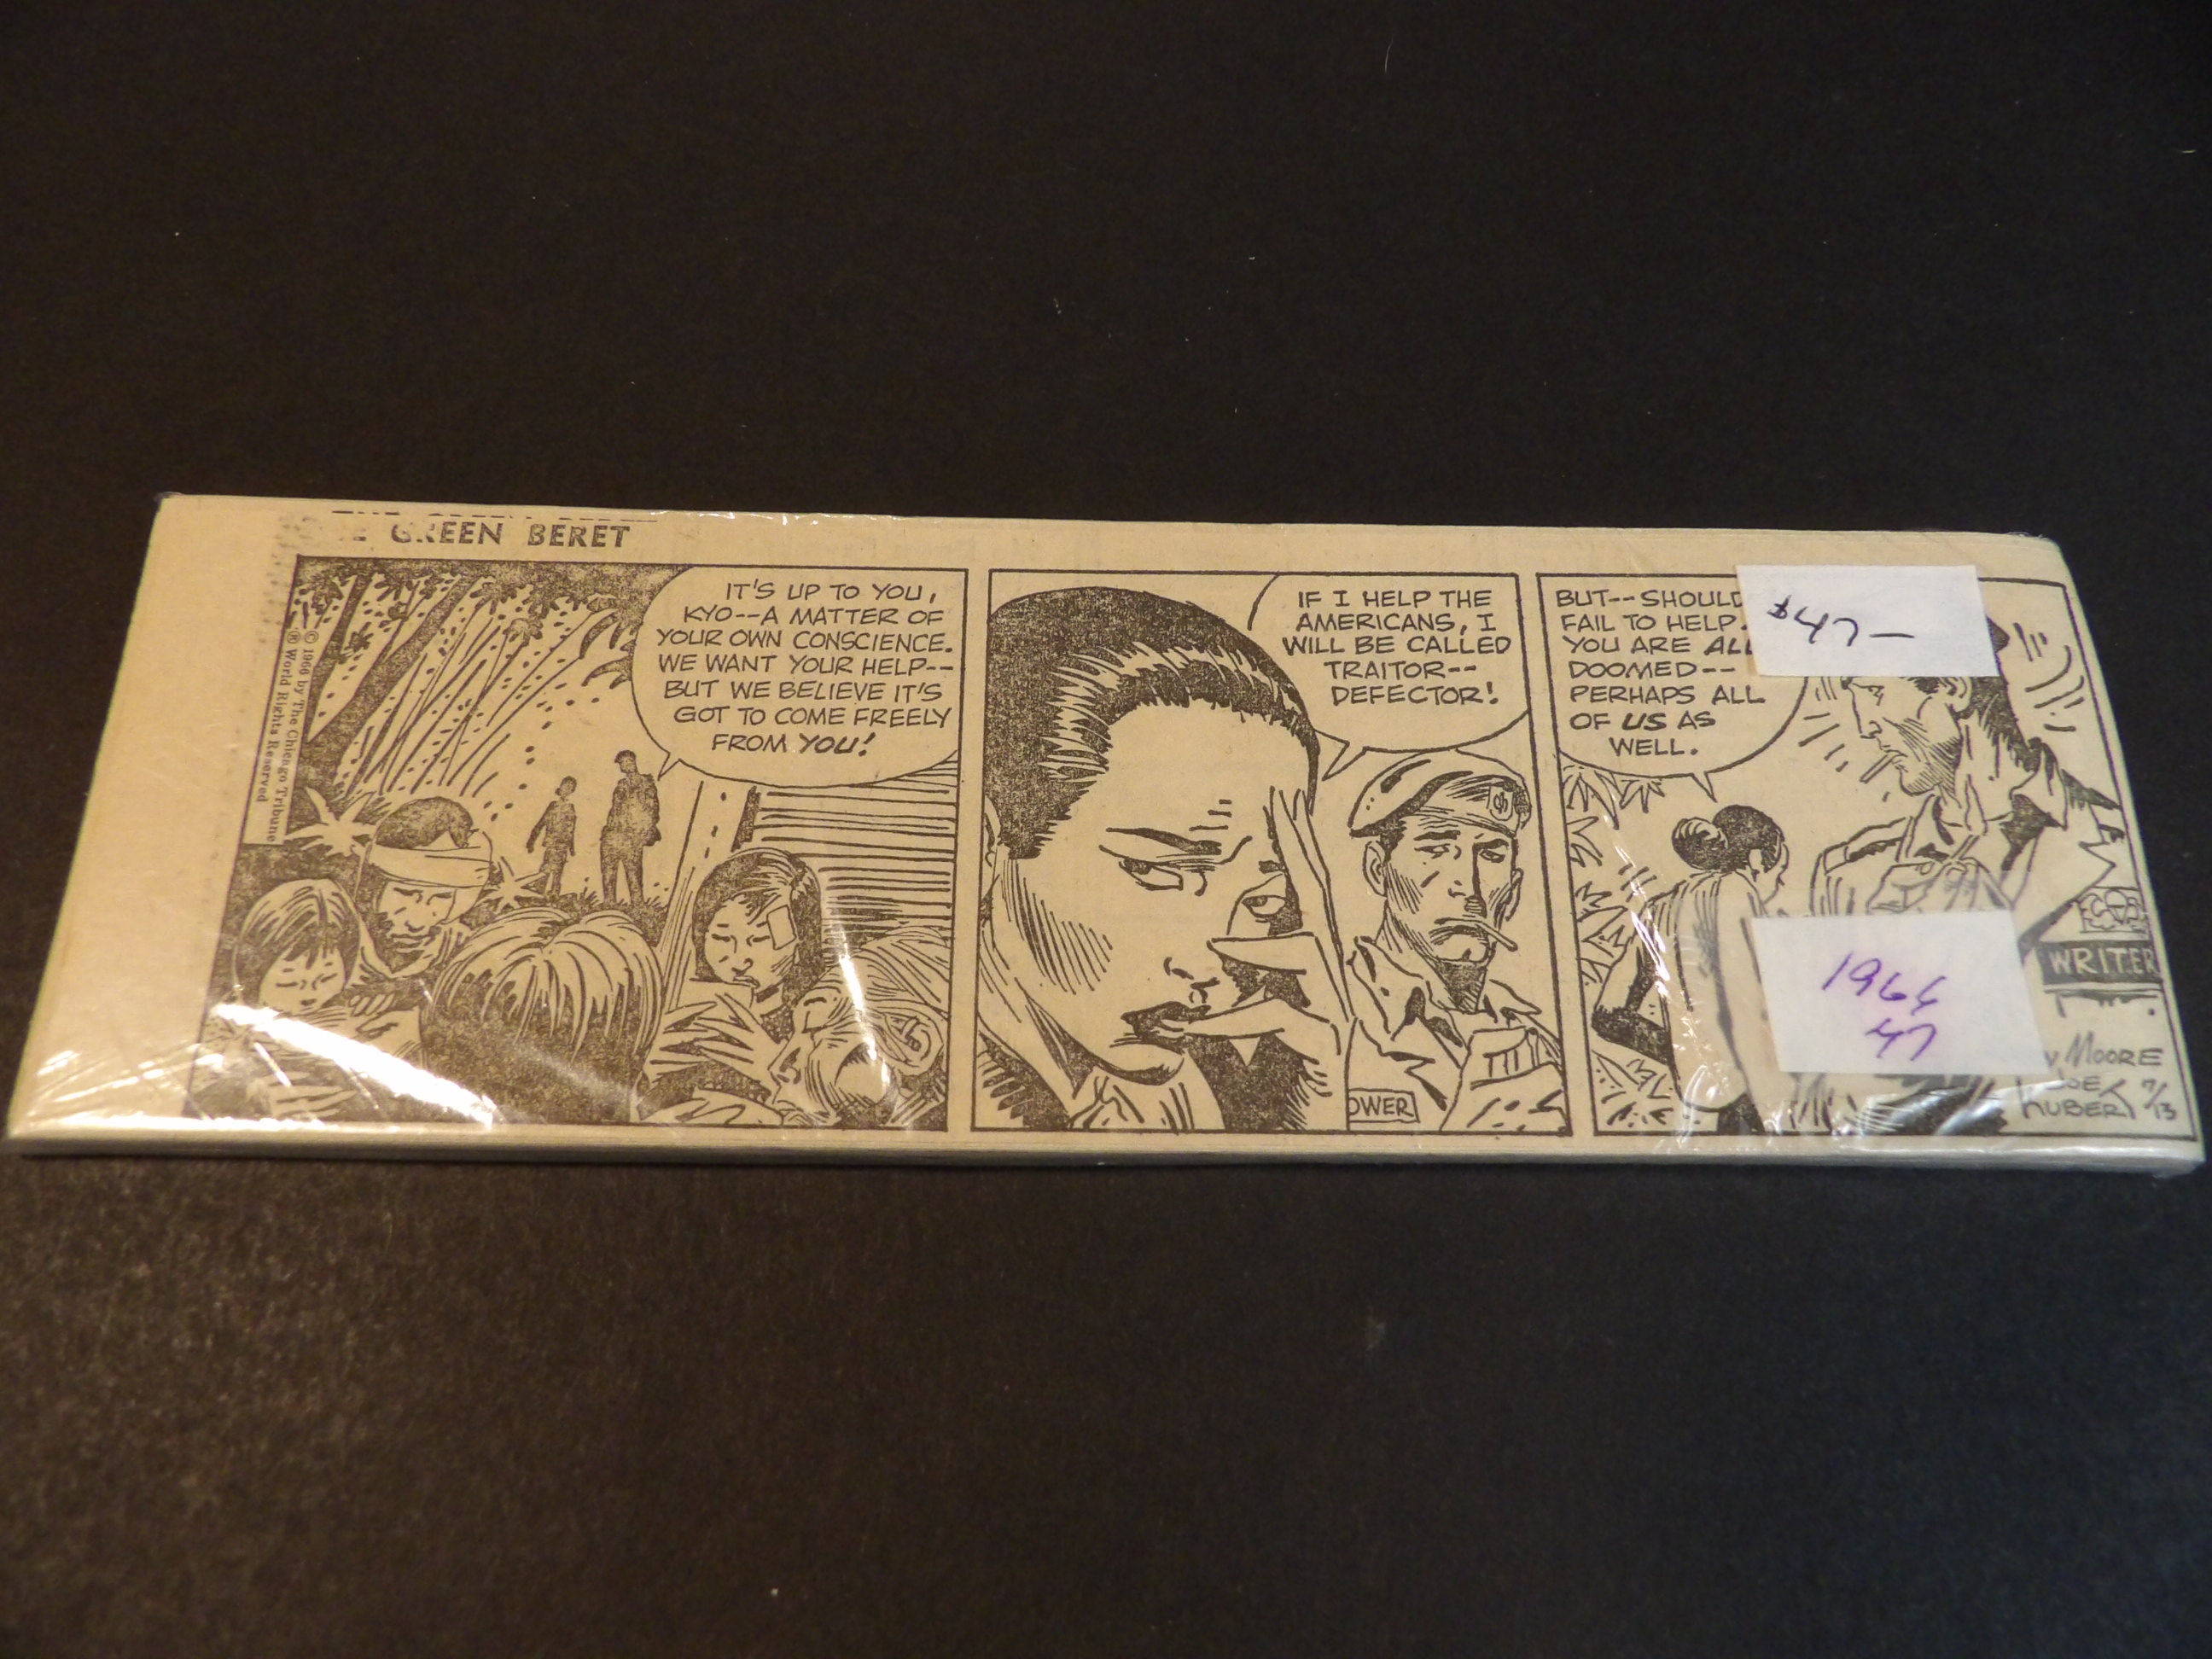 GREEN BERET
© 1966 by The Chicago Tribune
® World Rights Reserved
IT'S UP TO YOU,
KYO--A MATTER OF
YOUR OWN CONSCIENCE.
WE WANT YOUR HELP--
BUT WE BELIEVE IT'S
GOT TO COME FREELY
FROM YOU!
IF I HELP THE
AMERICANS, I
WILL BE CALLED
TRAITOR--
DEFECTOR!
OWER
BUT--SHOULD
FAIL TO HELP.
YOU ARE ALL
DOOMED--
PERHAPS ALL
OF US AS
WELL.
$47—
1966
47
WRITER
MOORE
JOE
KUBERT 7/13